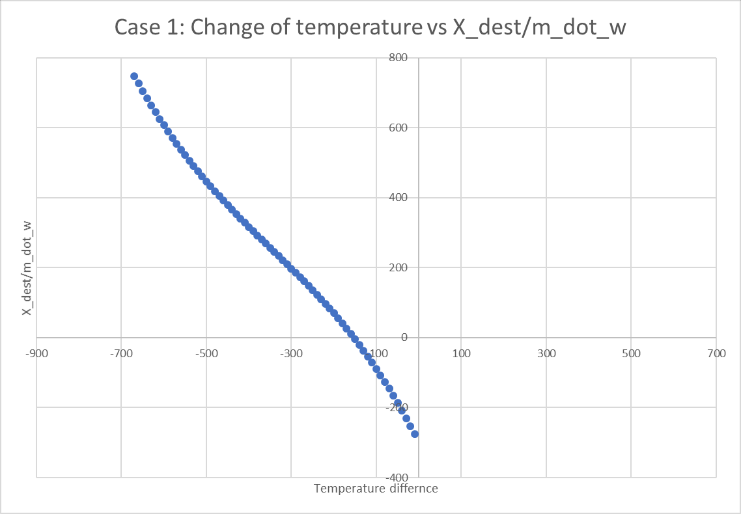 Case 1: Change of temperature vs X_dest/m_dot_w
800
600
400
200
0
-200
-400
-900 -700 -500 -300 -100 100 300 500 700
X_dest/m_dot_w
Temperature differnce